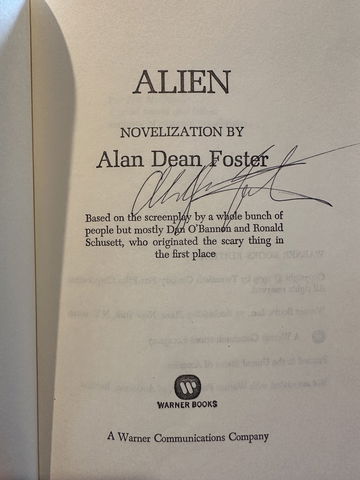 ALIEN
NOVELIZATION BY
Alan Dean Foster
Based on the screenplay by a whole bunch of
people but mostly Dan O'Bannon and Ronald
Schusett, who originated the scary thing in
the first place
WARNER BOOKS
A Warner Communications Company